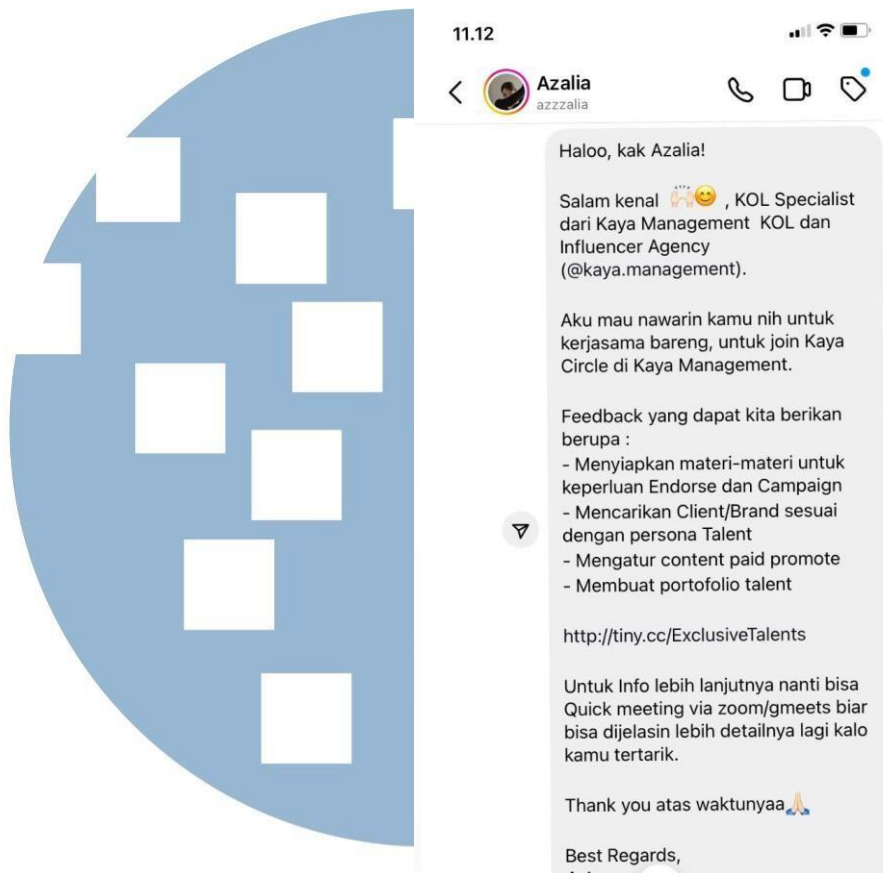 11.12
Azalia
azzzalia
Haloo, kak Azalia!
Salam kenal 🙌🏻😊 , KOL Specialist
dari Kaya Management KOL dan
Influencer Agency
(@kaya.management).
Aku mau nawarin kamu nih untuk
kerjasama bareng, untuk join Kaya
Circle di Kaya Management.
Feedback yang dapat kita berikan
berupa :
- Menyiapkan materi-materi untuk
keperluan Endorse dan Campaign
- Mencarikan Client/Brand sesuai
dengan persona Talent
- Mengatur content paid promote
- Membuat portofolio talent
http://tiny.cc/ExclusiveTalents
Untuk Info lebih lanjutnya nanti bisa
Quick meeting via zoom/gmeets biar
bisa dijelasin lebih detailnya lagi kalo
kamu tertarik.
Thank you atas waktunyaa🙏🏻
Best Regards,